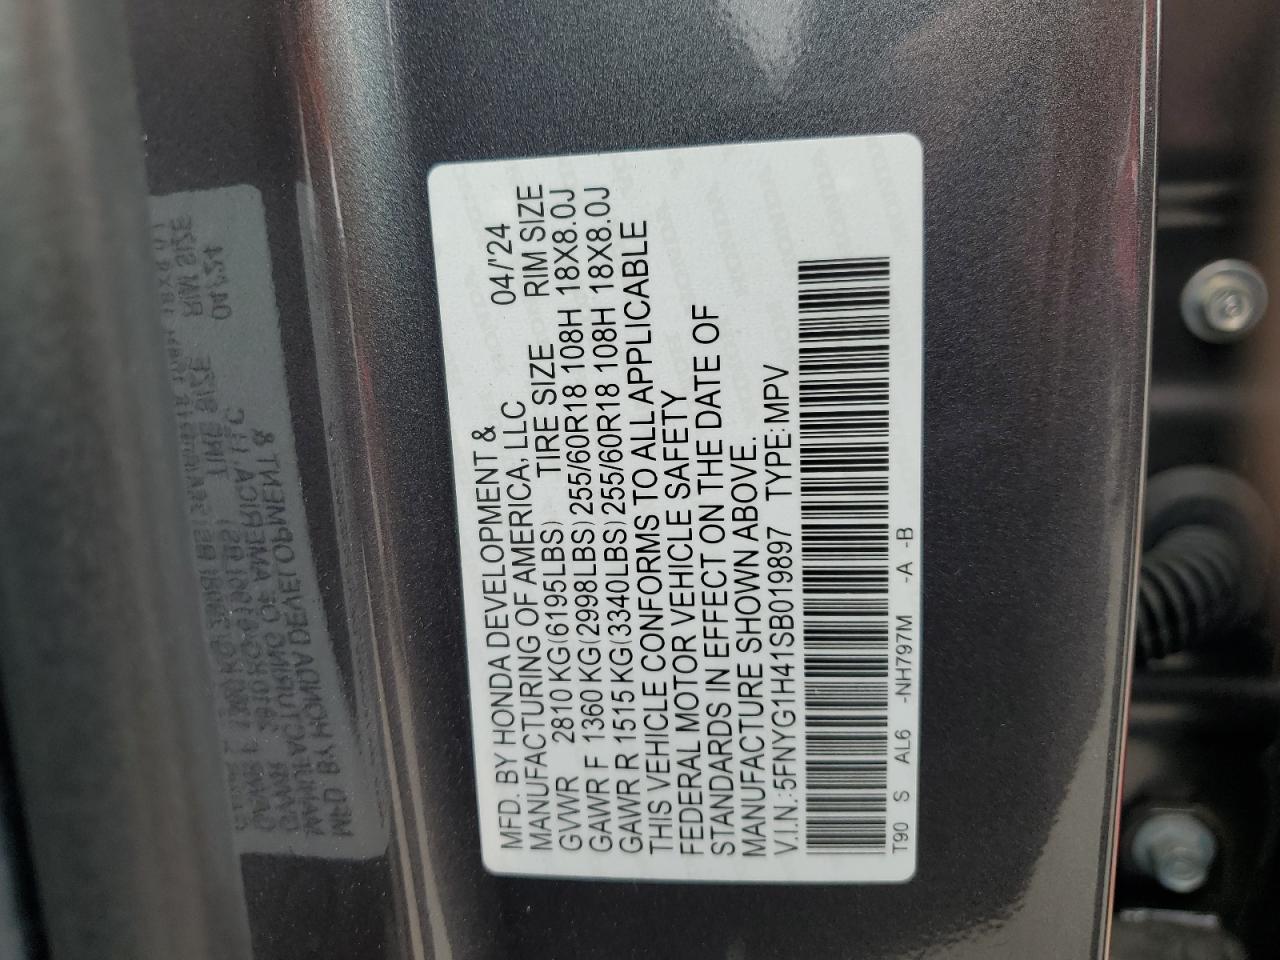 MFD. BY HONDA DEVELOPMENT & 04/'24
MANUFACTURING OF AMERICA, LLC
GVWR 2810 KG(6195LBS) TIRE SIZE RIM SIZE
GAWR F 1360 KG(2998LBS) 255/60R18 108H 18X8.0J
GAWR R 1515 KG(3340LBS) 255/60R18 108H 18X8.0J
THIS VEHICLE CONFORMS TO ALL APPLICABLE
FEDERAL MOTOR VEHICLE SAFETY
STANDARDS IN EFFECT ON THE DATE OF
MANUFACTURE SHOWN ABOVE.
V.I.N.:5FNYG1H41SB019897 TYPE:MPV
T90 S AL6 -NH797M -A -B